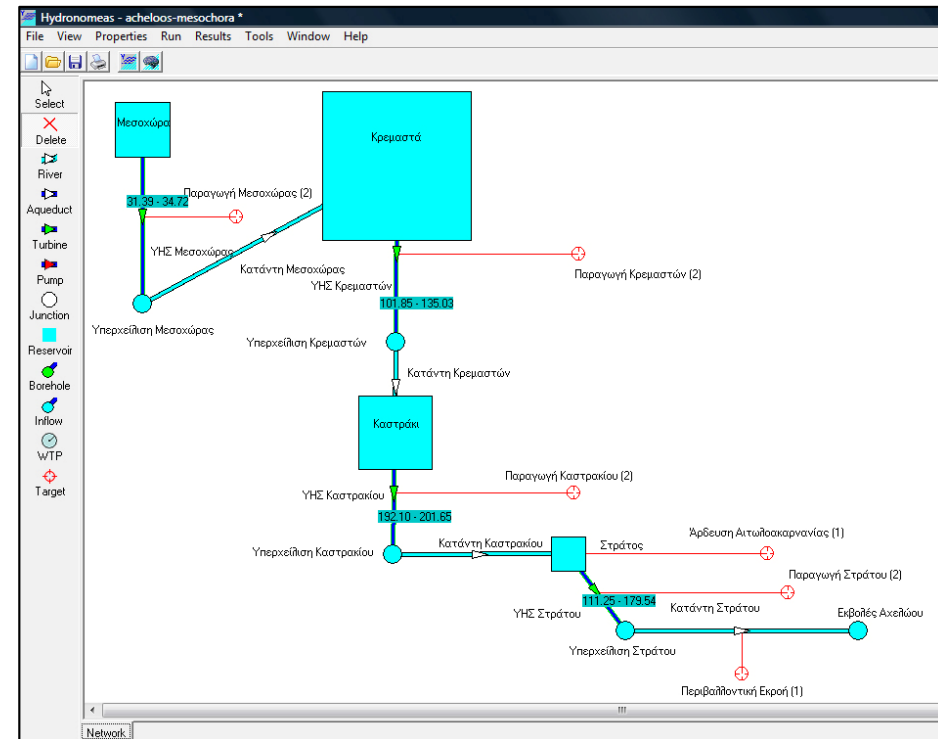 Hydronomeas - acheloos-mesochora *
File View Properties Run Results Tools Window Help
Select
Delete
River
Aqueduct
Turbine
Pump
Junction
Reservoir
Borehole
Inflow
WTP
Target
Μεσοχώρα
Κρεμαστά
31.39 - 34.72
Παραγωγή Μεσοχώρας (2)
ΥΗΣ Μεσοχώρας
Κατάντη Μεσοχώρας
Υπερχείλιση Μεσοχώρας
Παραγωγή Κρεμαστών (2)
ΥΗΣ Κρεμαστών
101.85 - 135.03
Υπερχείλιση Κρεμαστών
Κατάντη Κρεμαστών
Καστράκι
Παραγωγή Καστρακίου (2)
ΥΗΣ Καστρακίου
192.10 - 201.65
Υπερχείλιση Καστρακίου
Κατάντη Καστρακίου
Στράτος
Άρδευση Αιτωλοακαρνανίας (1)
Παραγωγή Στράτου (2)
111.25 - 179.54
ΥΗΣ Στράτου
Κατάντη Στράτου
Εκβολές Αχελώου
Υπερχείλιση Στράτου
Περιβαλλοντική Εκροή (1)
Network